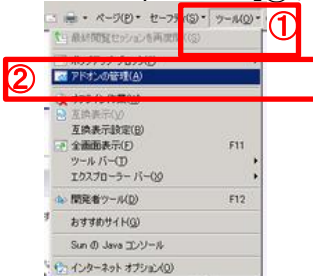 ページ(P)▾ セーフティ(S)▾ ツール(O)▾
①
最終閲覧セッションを再度開く(S)
②
アドオンの管理(A)
互換表示(V)
互換表示設定(B)
全画面表示(F) F11
ツール バー(T)
エクスプローラー バー(X)
開発者ツール(D) F12
おすすめサイト(G)
Sun の Java コンソール
インターネット オプション(O)